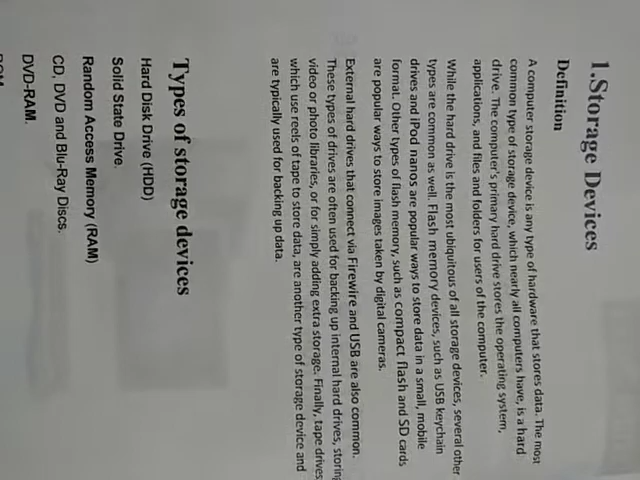 1.Storage Devices
Definition
A computer storage device is any type of hardware that stores data. The most
common type of storage device, which nearly all computers have, is a hard
drive. The computer's primary hard drive stores the operating system,
applications, and files and folders for users of the computer.
While the hard drive is the most ubiquitous of all storage devices, several other
types are common as well. Flash memory devices, such as USB keychain
drives and iPod nanos are popular ways to store data in a small, mobile
format. Other types of flash memory, such as compact flash and SD cards
are popular ways to store images taken by digital cameras.
External hard drives that connect via Firewire and USB are also common.
These types of drives are often used for backing up internal hard drives, storing
video or photo libraries, or for simply adding extra storage. Finally, tape drives
which use reels of tape to store data, are another type of storage device and
are typically used for backing up data.
Types of storage devices
Hard Disk Drive (HDD)
Solid State Drive.
Random Access Memory (RAM)
CD, DVD and Blu-Ray Discs.
DVD-RAM.